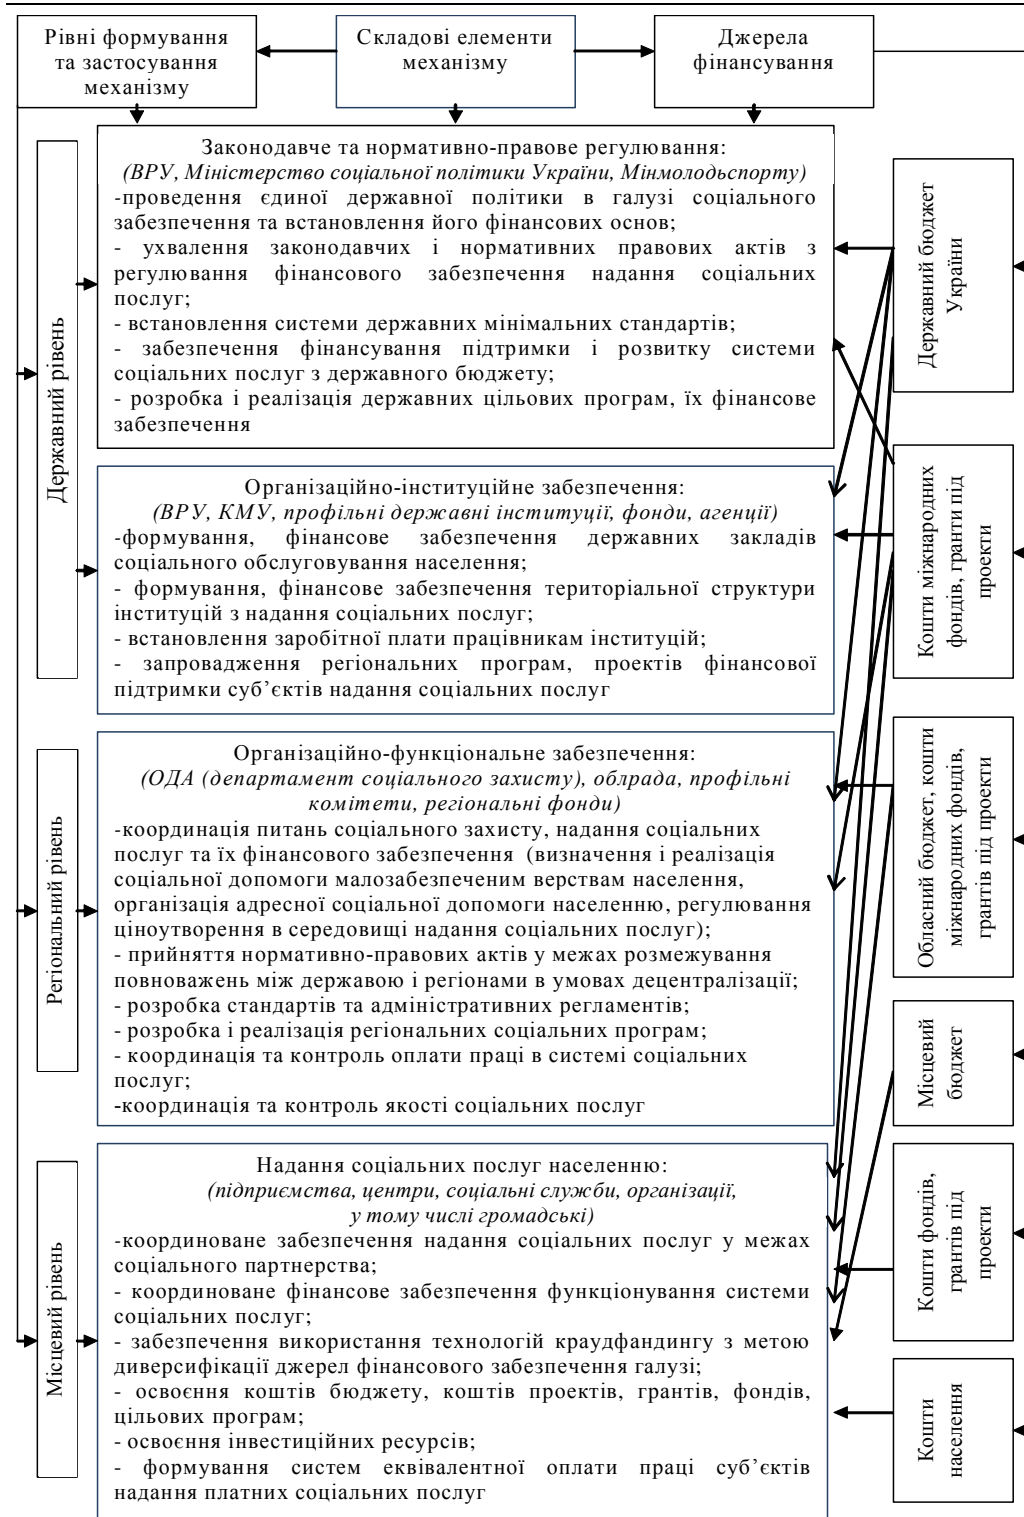 Рівні формування
та застосування
механізму
Складові елементи
механізму
Джерела
фінансування
Державний рівень
Законодавче та нормативно-правове регулювання:
(ВРУ, Міністерство соціальної політики України, Мінмолодьспорту)
-проведення єдиної державної політики в галузі соціального
забезпечення та встановлення його фінансових основ;
- ухвалення законодавчих і нормативних правових актів з
регулювання фінансового забезпечення надання соціальних
послуг;
- встановлення системи державних мінімальних стандартів;
- забезпечення фінансування підтримки і розвитку системи
соціальних послуг з державного бюджету;
- розробка і реалізація державних цільових програм, їх фінансове
забезпечення
Організаційно-інституційне забезпечення:
(ВРУ, КМУ, профільні державні інституції, фонди, агенції)
-формування, фінансове забезпечення державних закладів
соціального обслуговування населення;
- формування, фінансове забезпечення територіальної структури
інституцій з надання соціальних послуг;
- встановлення заробітної плати працівникам інституцій;
- запровадження регіональних програм, проектів фінансової
підтримки суб’єктів надання соціальних послуг
Регіональний рівень
Організаційно-функціональне забезпечення:
(ОДА (департамент соціального захисту), облрада, профільні
комітети, регіональні фонди)
-координація питань соціального захисту, надання соціальних
послуг та їх фінансового забезпечення (визначення і реалізація
соціальної допомоги малозабезпеченим верствам населення,
організація адресної соціальної допомоги населенню, регулювання
ціноутворення в середовищі надання соціальних послуг);
- прийняття нормативно-правових актів у межах розмежування
повноважень між державою і регіонами в умовах децентралізації;
- розробка стандартів та адміністративних регламентів;
- розробка і реалізація регіональних соціальних програм;
- координація та контроль оплати праці в системі соціальних
послуг;
-координація та контроль якості соціальних послуг
Місцевий рівень
Надання соціальних послуг населенню:
(підприємства, центри, соціальні служби, організації,
у тому числі громадські)
-координоване забезпечення надання соціальних послуг у межах
соціального партнерства;
- координоване фінансове забезпечення функціонування системи
соціальних послуг;
- забезпечення використання технологій краудфандингу з метою
диверсифікації джерел фінансового забезпечення галузі;
- освоєння коштів бюджету, коштів проектів, грантів, фондів,
цільових програм;
- освоєння інвестиційних ресурсів;
- формування систем еквівалентної оплати праці суб’єктів
надання платних соціальних послуг
Державний бюджет
України
Кошти міжнародних
фондів, гранти під
проекти
Обласний бюджет, кошти
міжнародних фондів,
грантів під проекти
Місцевий
бюджет
Кошти фондів,
грантів під
проекти
Кошти
населення